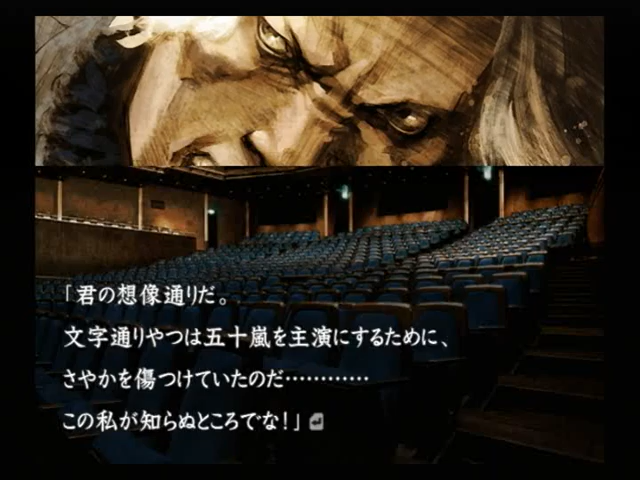 「君の想像通りだ。
文字通りやつは五十嵐を主演にするために、
さやかを傷つけていたのだ…………
この私が知らぬところでな！」